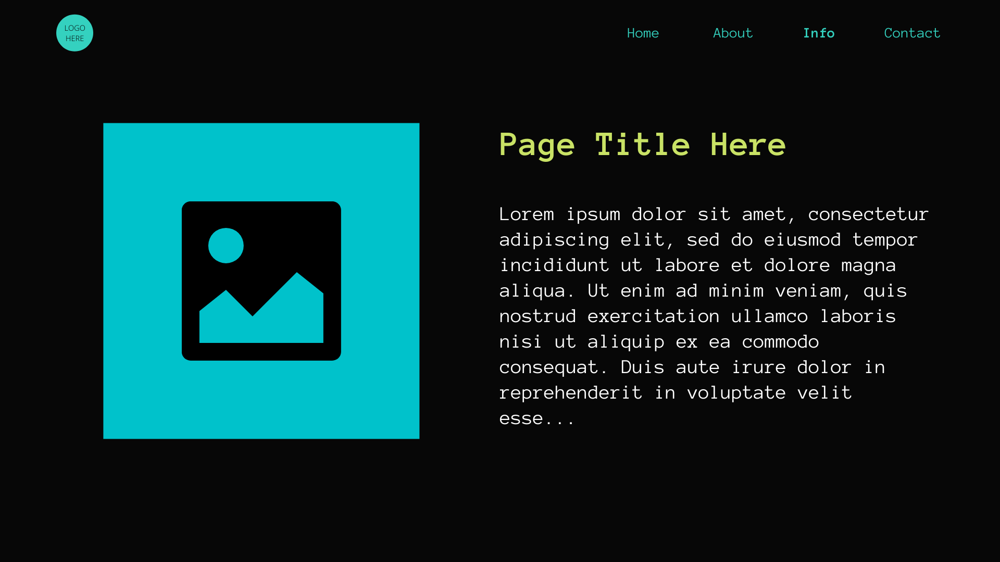 LOGO
HERE
Home About Info Contact
Page Title Here
Lorem ipsum dolor sit amet, consectetur
adipiscing elit, sed do eiusmod tempor
incididunt ut labore et dolore magna
aliqua. Ut enim ad minim veniam, quis
nostrud exercitation ullamco laboris
nisi ut aliquip ex ea commodo
consequat. Duis aute irure dolor in
reprehenderit in voluptate velit
esse...